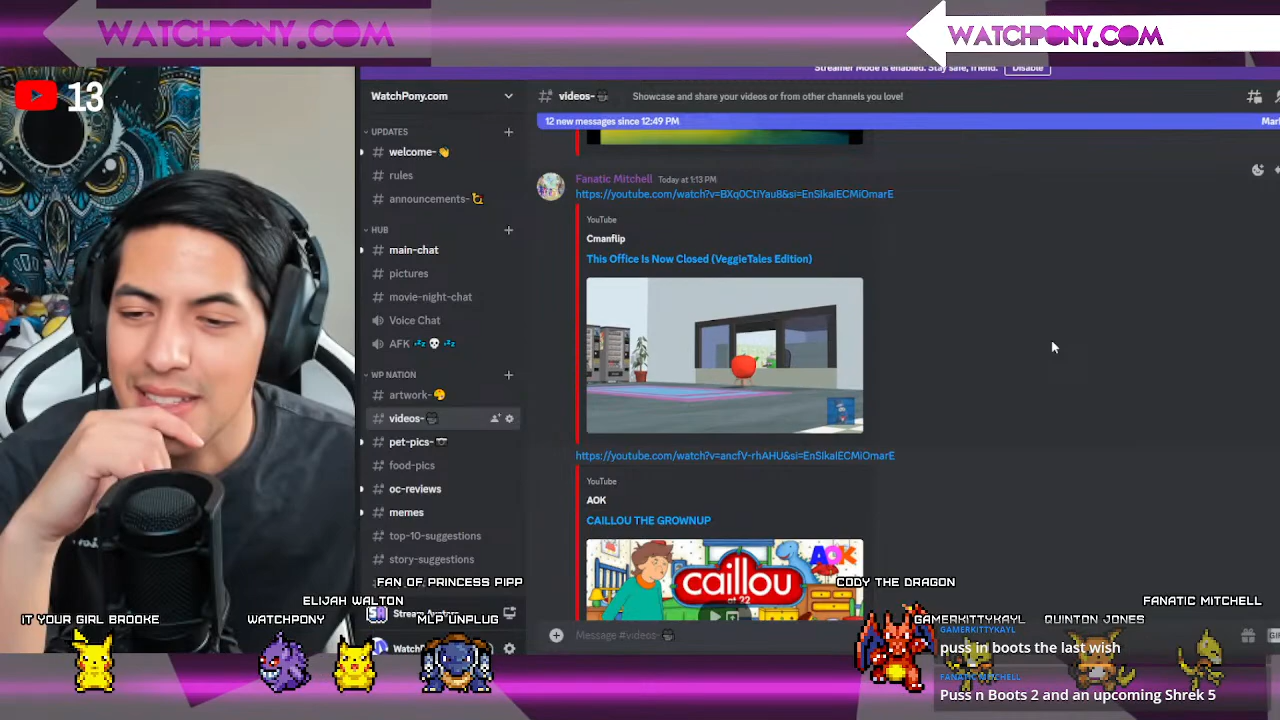 WATCHPONY.COM
WATCHPONY.COM
Streamer Mode is enabled. Stay safe, friend.
Disable
13
WatchPony.com
videos-
Showcase and share your videos or from other channels you love!
12 new messages since 12:49 PM
UPDATES
welcome-
rules
announcements-
HUB
main-chat
pictures
movie-night-chat
Voice Chat
AFK
WP NATION
artwork-
videos-
pet-pics-
food-pics
oc-reviews
memes
top-10-suggestions
story-suggestions
Fanatic Mitchell Today at 1:13 PM
https://youtube.com/watch?v=BXq0CtiYau8&si=EnSIkaIECMiOmarE
YouTube
Cmanflip
This Office Is Now Closed (VeggieTales Edition)
https://youtube.com/watch?v=ancfV-rhAHU&si=EnSIkaIECMiOmarE
YouTube
AOK
CAILLOU THE GROWNUP
AOK
caillou
at 22
Message #videos-
FAN OF PRINCESS PIPP
CODY THE DRAGON
ELIJAH WALTON
FANATIC MITCHELL
IT YOUR GIRL BROOKE
WATCHPONY
MLP UNPLUG
GAMERKITTYKAYL
QUINTON JONES
GAMERKITTYKAYL
puss in boots the last wish
Puss n Boots 2 and an upcoming Shrek 5